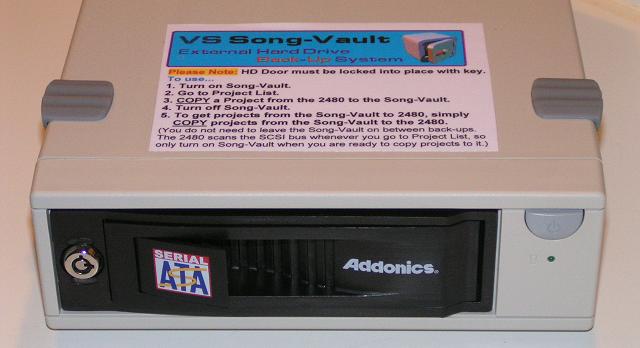 VS Song-Vault
External Hard Drive
Back-Up System
Please Note: HD Door must be locked into place with key.
To use...
1. Turn on Song-Vault.
2. Go to Project List.
3. COPY a Project from the 2480 to the Song-Vault.
4. Turn off Song-Vault.
5. To get projects from the Song-Vault to 2480, simply
COPY projects from the Song-Vault to the 2480.
(You do not need to leave the Song-Vault on between back-ups.
The 2480 scans the SCSI bus whenever you go to Project List, so
only turn on Song-Vault when you are ready to copy projects to it.)
SERIAL
ATA
Addonics®